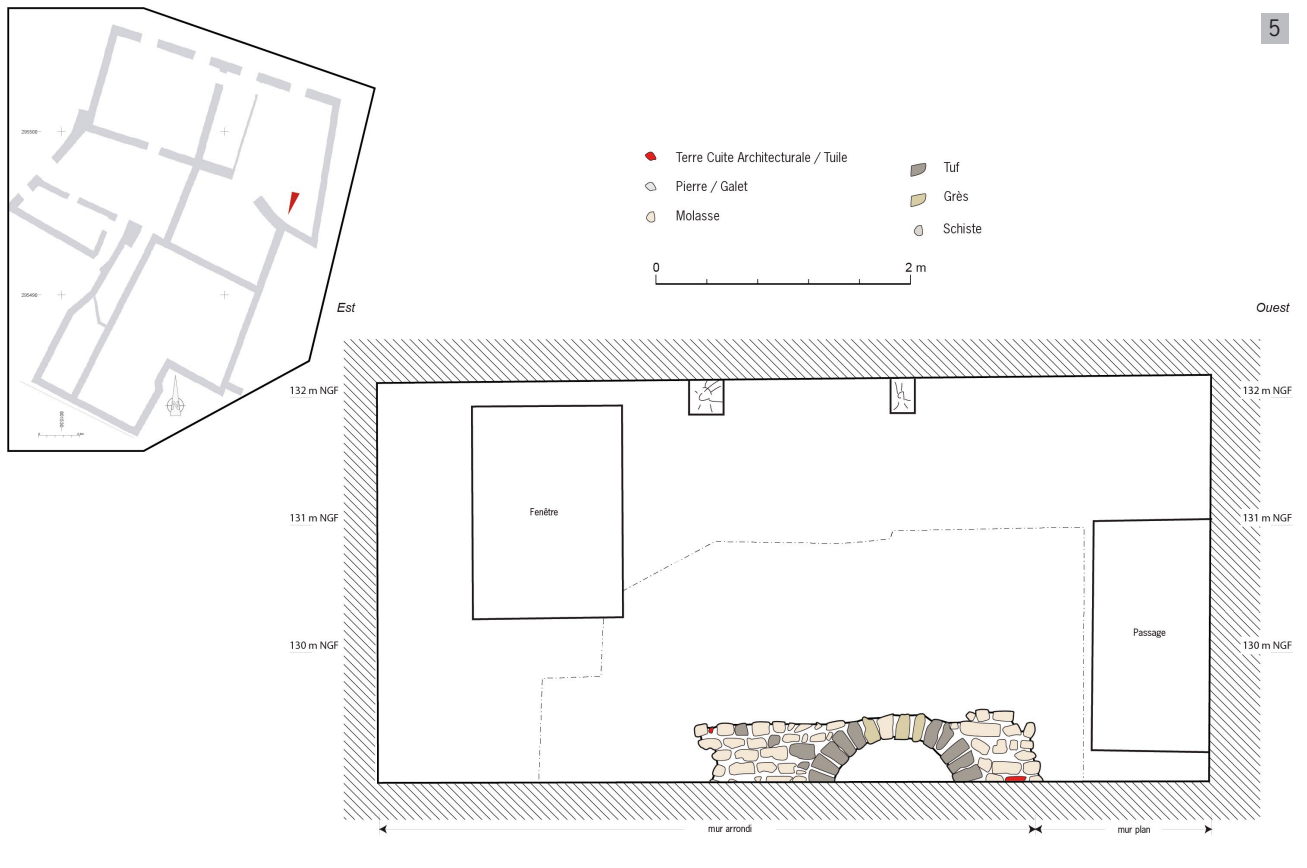 5
Terre Cuite Architecturale / Tuile
Pierre / Galet
Molasse
Tuf
Grès
Schiste
0 2 m
Est
Ouest
132 m NGF
132 m NGF
131 m NGF
131 m NGF
130 m NGF
130 m NGF
Fenêtre
Passage
mur arrondi
mur plan